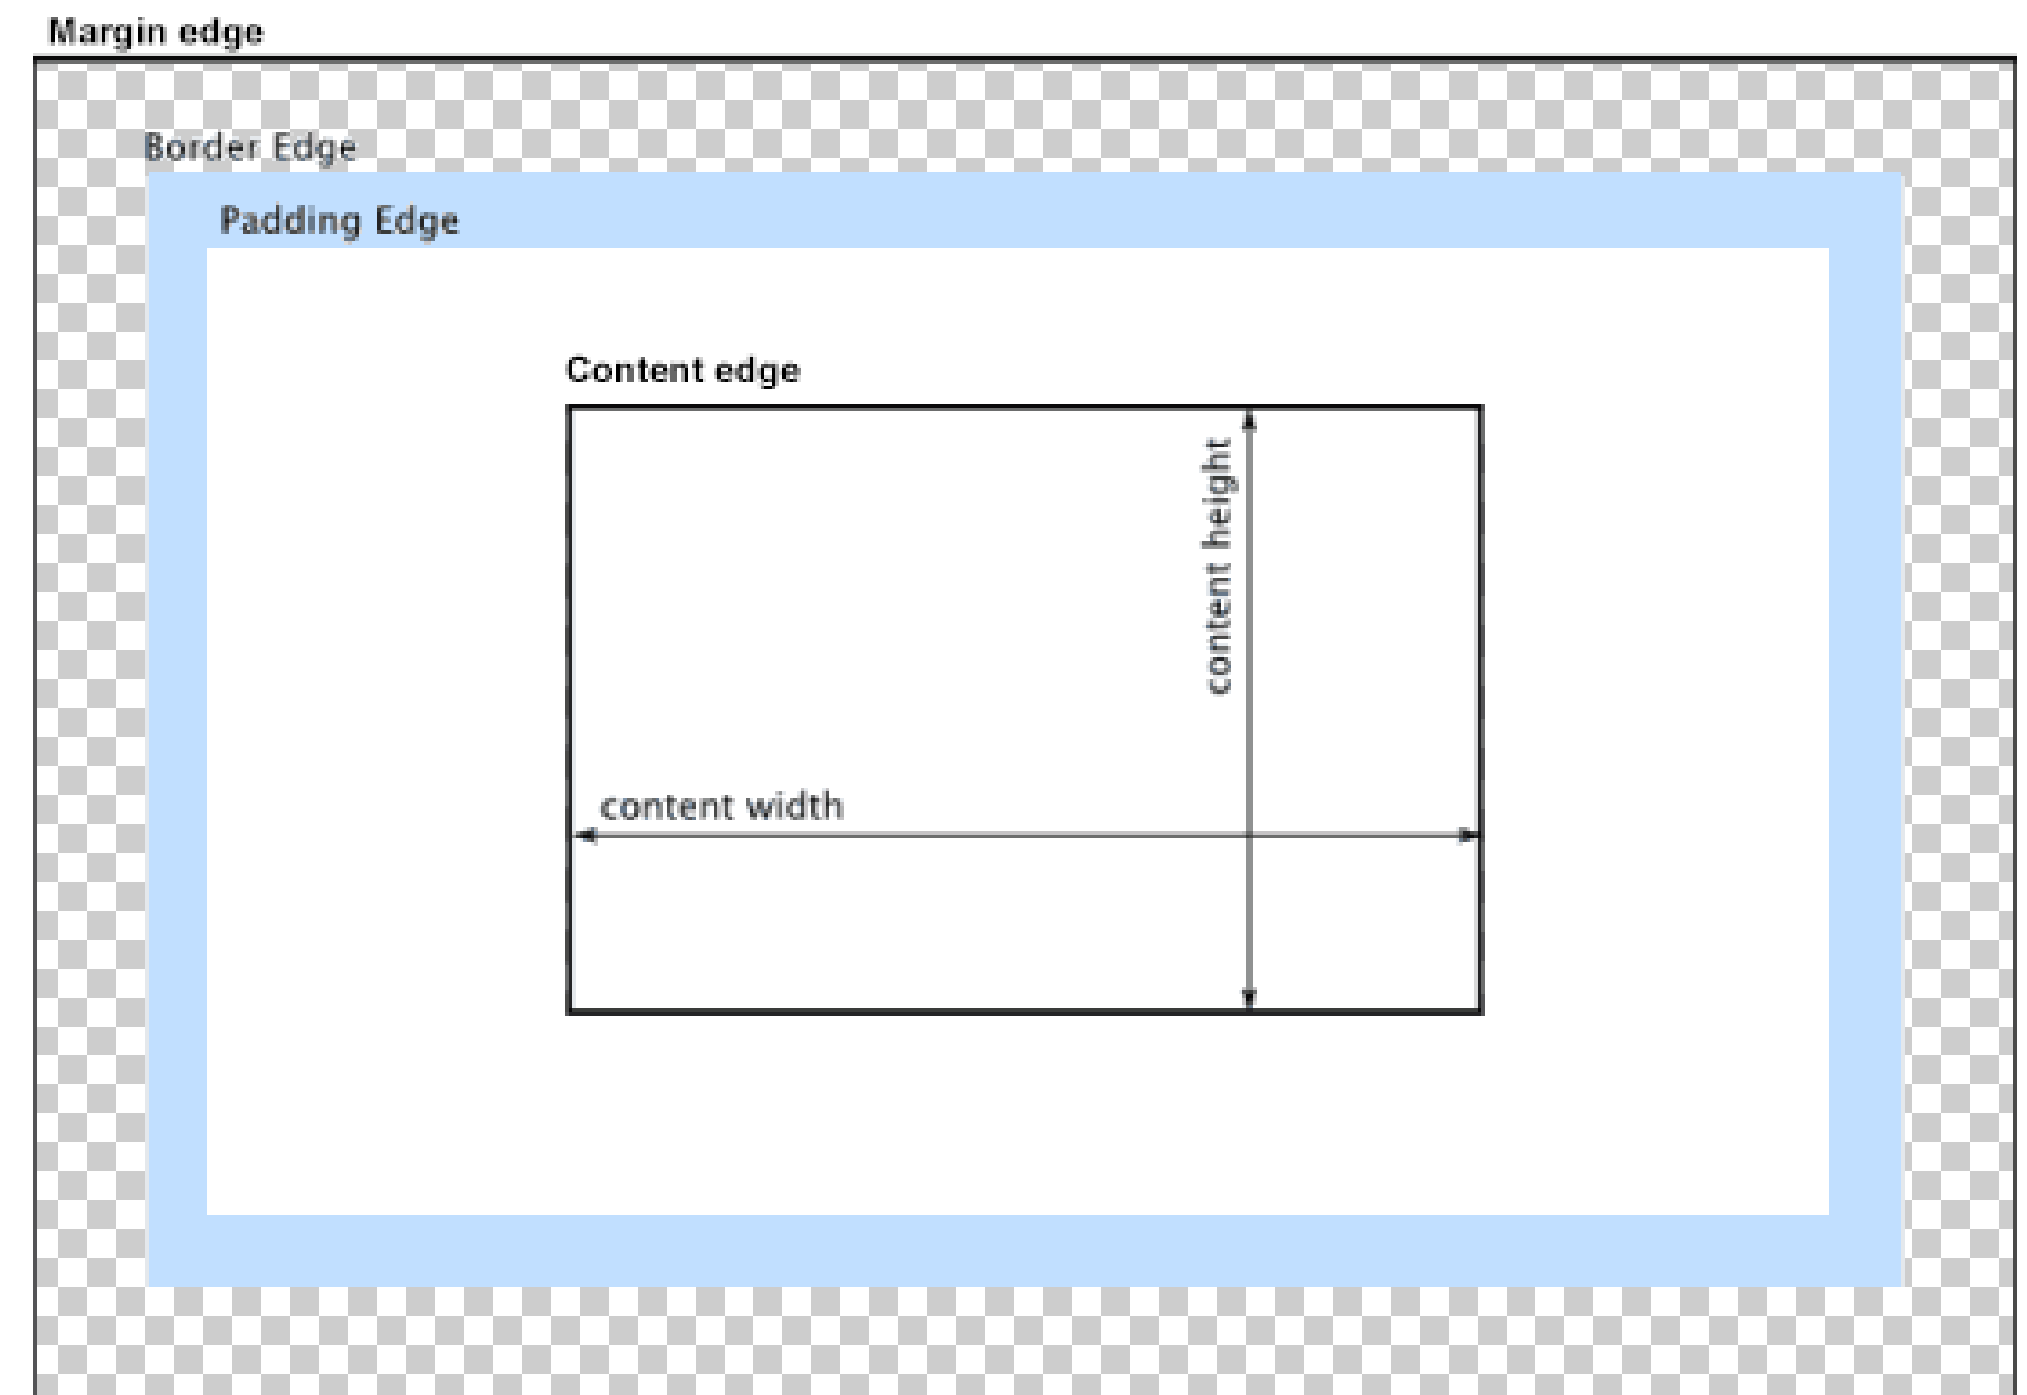 Margin edge
Border Edge
Padding Edge
Content edge
content height
content width